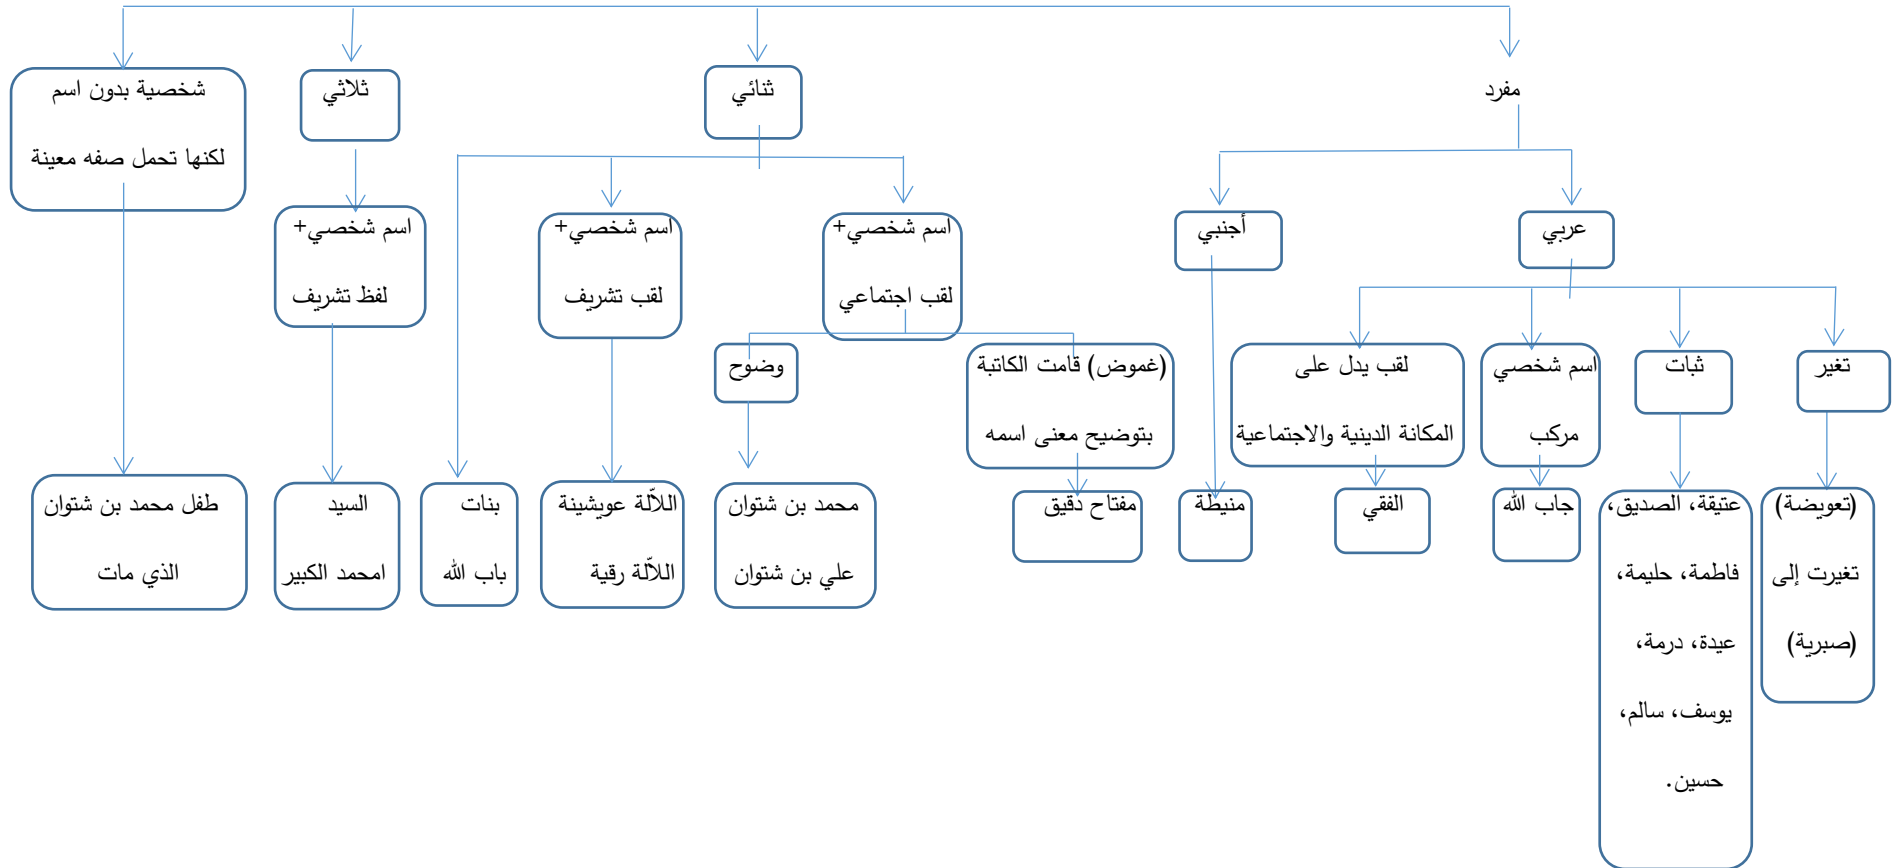 مفرد
ثنائي
ثلاثي
شخصية بدون اسم
لكنها تحمل صفه معينة
عربي
أجنبي
اسم شخصي+
لقب اجتماعي
اسم شخصي+
لقب تشريف
اسم شخصي+
لفظ تشريف
تغير
ثبات
اسم شخصي
مركب
لقب يدل على
المكانة الدينية والاجتماعية
(غموض) قامت الكاتبة
بتوضيح معنى اسمه
وضوح
(تعويضة)
تغيرت إلى
(صبرية)
عتيقة، الصديق،
فاطمة، حليمة،
عيدة، درمة،
يوسف، سالم،
حسين.
جاب الله
الفقي
منيطة
مفتاح دقيق
محمد بن شتوان
علي بن شتوان
اللاّلة عويشينة
اللاّلة رقية
بنات
باب الله
السيد
امحمد الكبير
طفل محمد بن شتوان
الذي مات